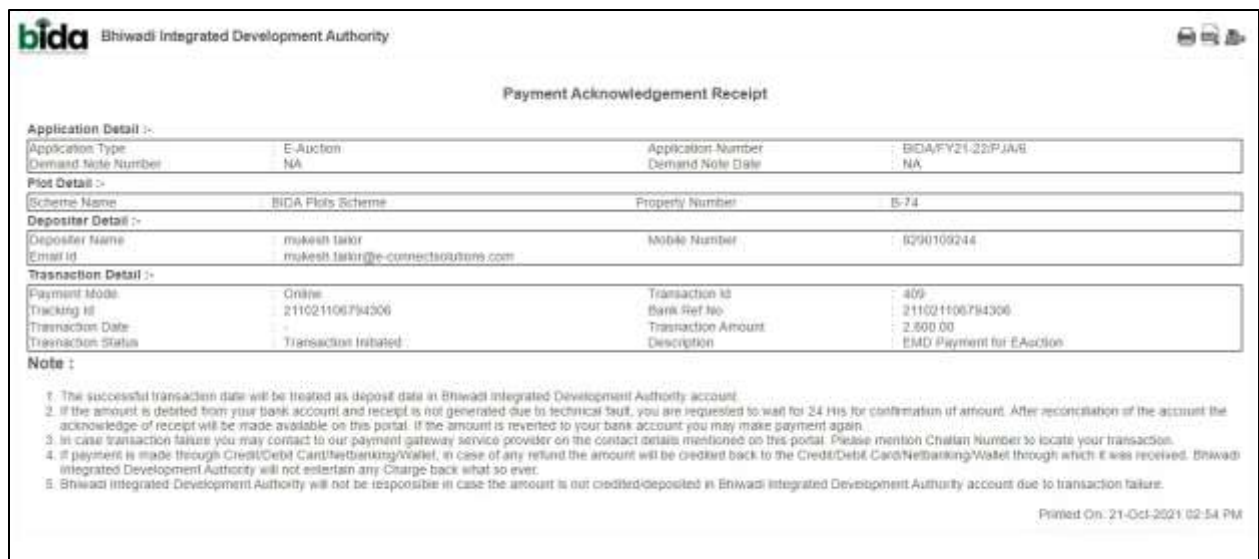 bida Bhiwadi Integrated Development Authority
Payment Acknowledgement Receipt
Application Detail :-
Application Type : E-Auction Application Number : BIDA/FY21-22/PJA/6
Demand Note Number : NA Demand Note Date : NA
Plot Detail :-
Scheme Name : BIDA Plots Scheme Property Number : B-74
Depositer Detail :-
Depositer Name : mukesh tailor Mobile Number : 8290109244
Email Id : mukesh.tailor@e-connectsolutions.com
Trasnaction Detail :-
Payment Mode : Online Transaction Id : 409
Tracking Id : 211021106794306 Bank Ref No : 211021106794306
Trasnaction Date : - Trasnaction Amount : 2,600.00
Trasnaction Status : Transaction Initiated Description : EMD Payment for EAuction
Note :
1. The successful transaction date will be treated as deposit date in Bhiwadi Integrated Development Authority account.
2. If the amount is debited from your bank account and receipt is not generated due to technical fault, you are requested to wait for 24 Hrs for confirmation of amount. After reconciliation of the account the
acknowledge of receipt will be made available on this portal. If the amount is reverted to your bank account you may make payment again.
3. In case transaction failure you may contact to our payment gateway service provider on the contact details mentioned on this portal. Please mention Challan Number to locate your transaction.
4. If payment is made through Credit/Debit Card/Netbanking/Wallet, in case of any refund the amount will be credited back to the Credit/Debit Card/Netbanking/Wallet through which it was received. Bhiwadi
Integrated Development Authority will not entertain any Charge back what so ever.
5. Bhiwadi Integrated Development Authority will not be responsible in case the amount is not credited/deposited in Bhiwadi Integrated Development Authority account due to transaction failure.
Printed On: 21-Oct-2021 02:54 PM